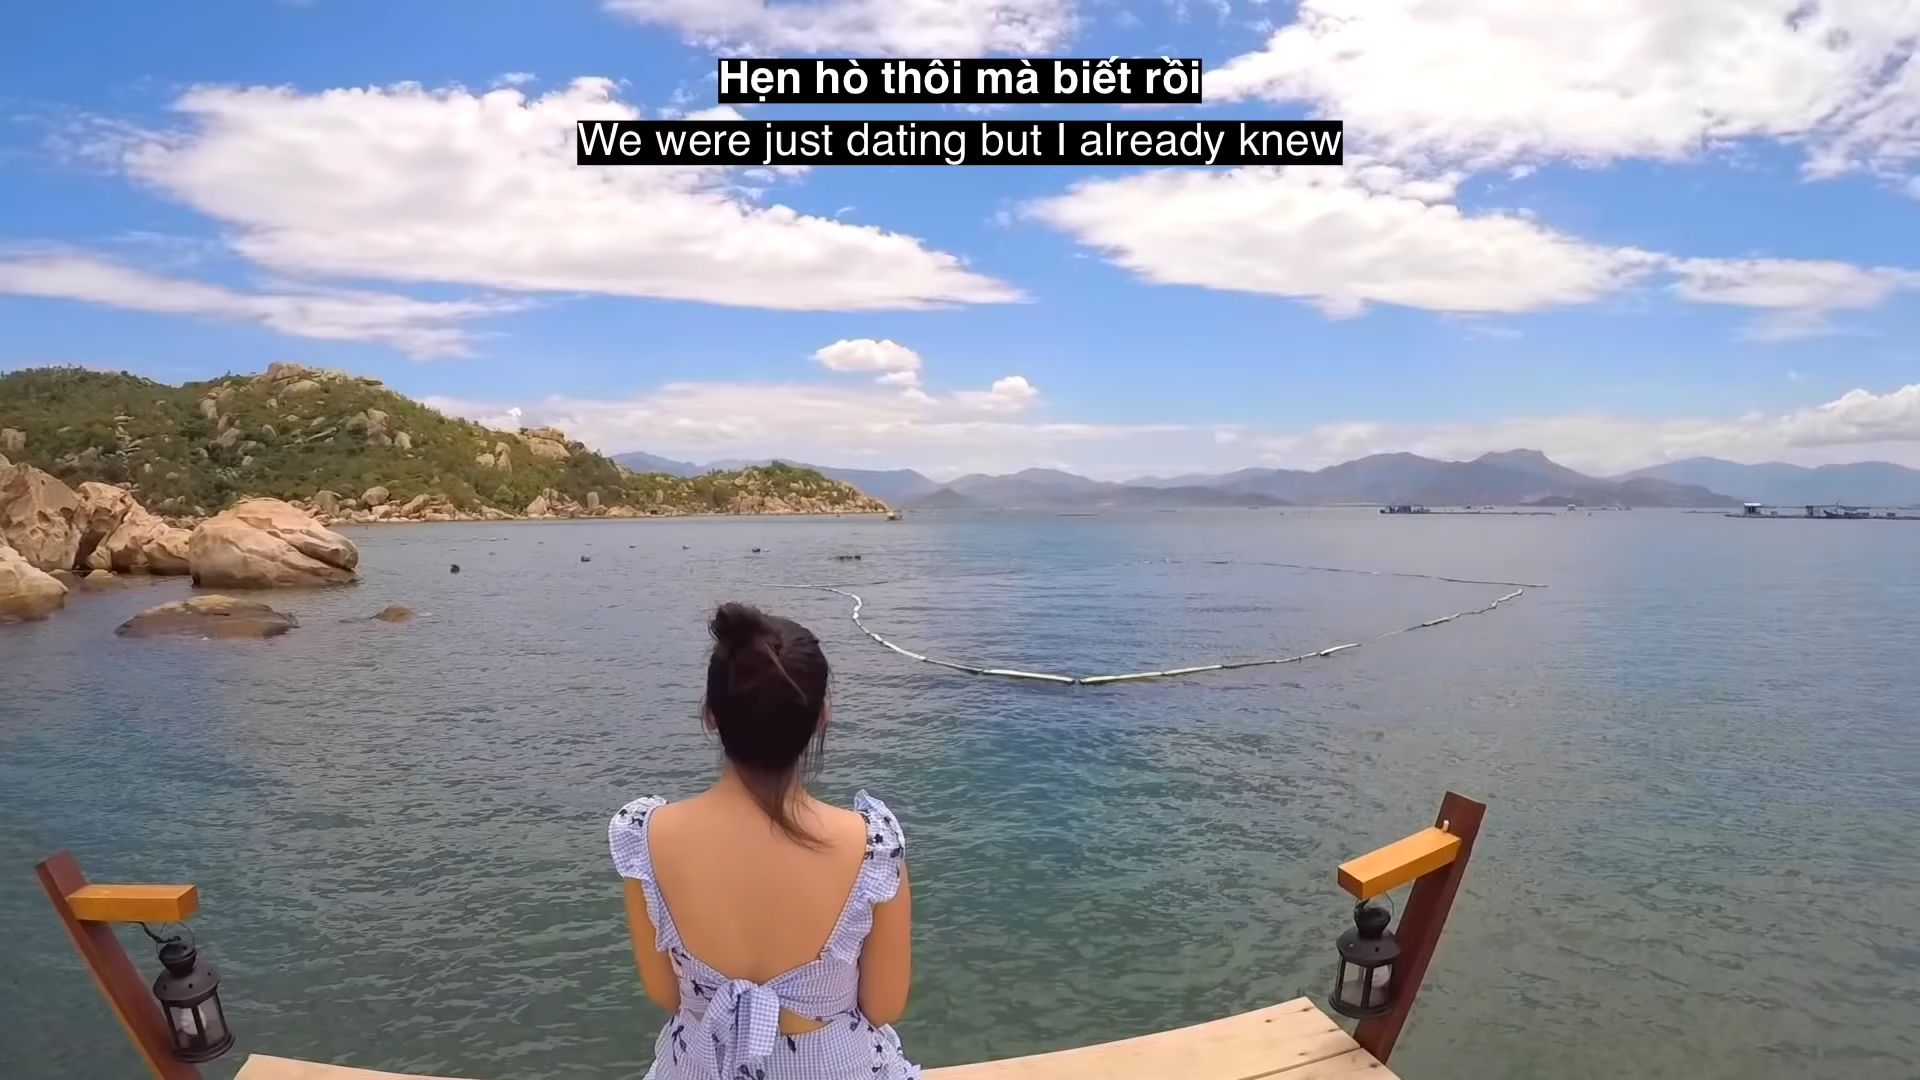 Hẹn hò thôi mà biết rồi
We were just dating but I already knew